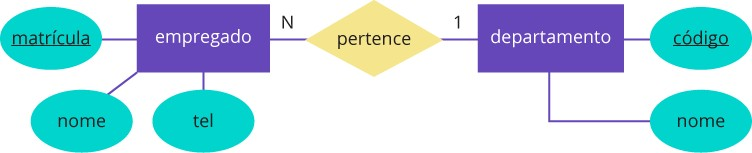 matrícula
empregado
N
pertence
1
departamento
código
nome
tel
nome